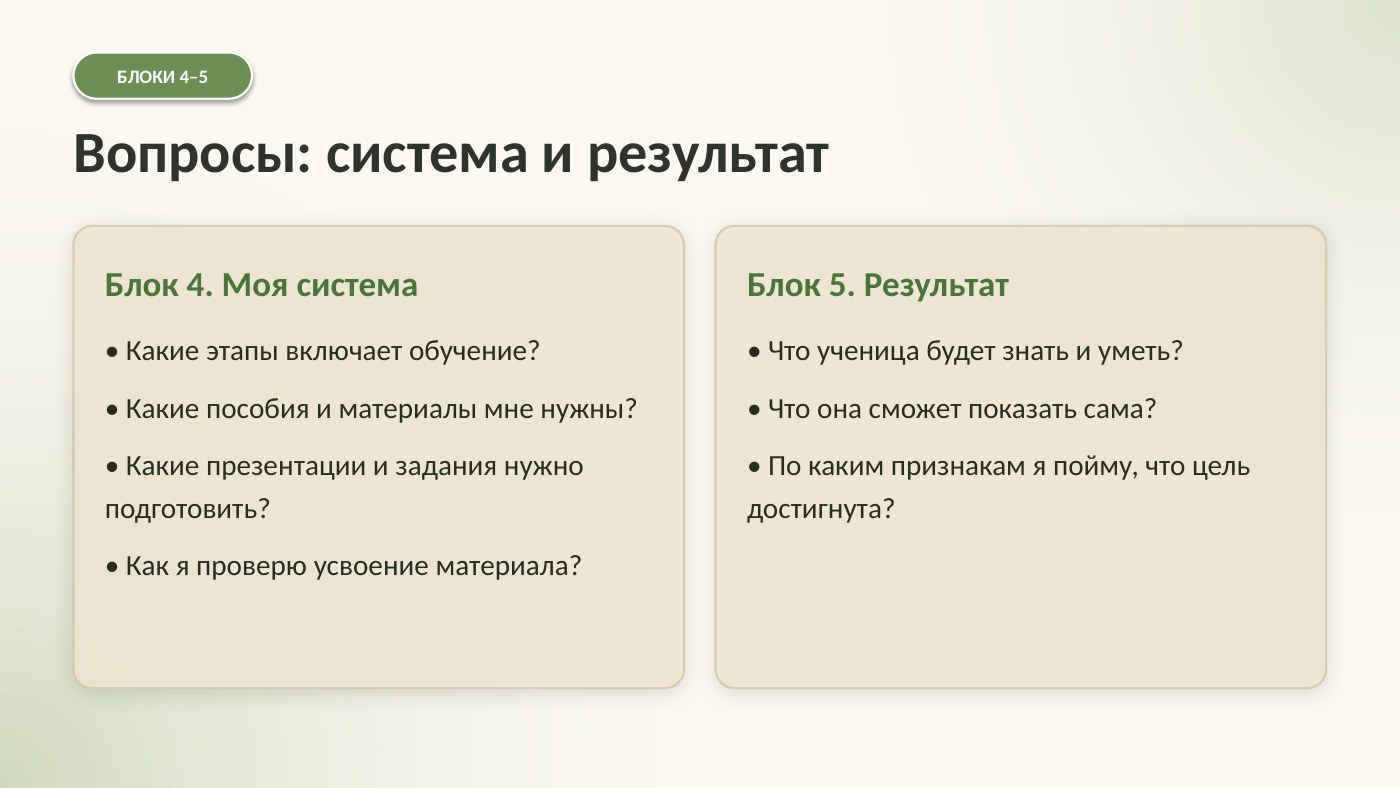 БЛОКИ 4–5
Вопросы: система и результат
Блок 4. Моя система
• Какие этапы включает обучение?
• Какие пособия и материалы мне нужны?
• Какие презентации и задания нужно
подготовить?
• Как я проверю усвоение материала?
Блок 5. Результат
• Что ученица будет знать и уметь?
• Что она сможет показать сама?
• По каким признакам я пойму, что цель
достигнута?